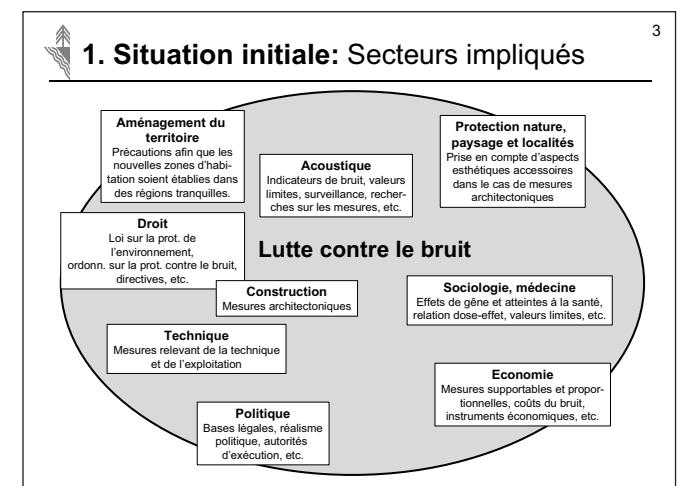 3
1. Situation initiale: Secteurs impliqués
Aménagement du
territoire
Précautions afin que les
nouvelles zones d'habi-
tation soient établies dans
des régions tranquilles.
Acoustique
Indicateurs de bruit, valeurs
limites, surveillance, recher-
ches sur les mesures, etc.
Protection nature,
paysage et localités
Prise en compte d'aspects
esthétiques accessoires
dans le cas de mesures
architectoniques
Droit
Loi sur la prot. de
l'environnement,
ordonn. sur la prot. contre le bruit,
directives, etc.
Lutte contre le bruit
Construction
Mesures architectoniques
Sociologie, médecine
Effets de gêne et atteintes à la santé,
relation dose-effet, valeurs limites, etc.
Technique
Mesures relevant de la technique
et de l'exploitation
Economie
Mesures supportables et propor-
tionnelles, coûts du bruit,
instruments économiques, etc.
Politique
Bases légales, réalisme
politique, autorités
d'exécution, etc.